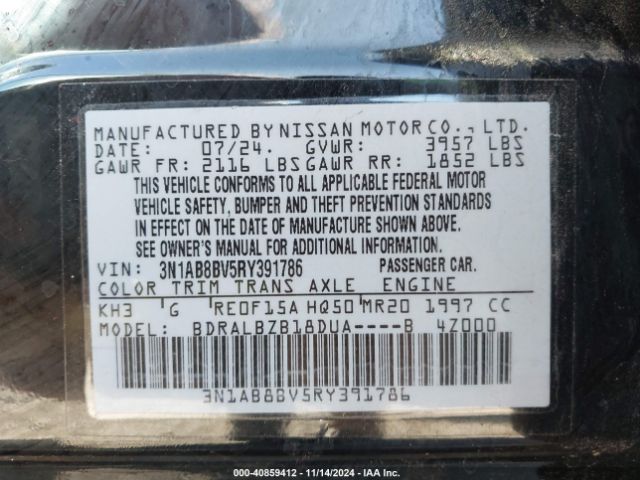 MANUFACTURED BY NISSAN MOTOR CO., LTD.
DATE: 07/24. GVWR: 3957 LBS
GAWR FR: 2116 LBS GAWR RR: 1852 LBS
THIS VEHICLE CONFORMS TO ALL APPLICABLE FEDERAL MOTOR
VEHICLE SAFETY, BUMPER AND THEFT PREVENTION STANDARDS
IN EFFECT ON THE DATE OF MANUFACTURE SHOWN ABOVE.
SEE OWNER'S MANUAL FOR ADDITIONAL INFORMATION.
VIN: 3N1AB8BV5RY391786 PASSENGER CAR.
COLOR TRIM TRANS AXLE ENGINE
KH3 G RE0F15A HQ50 MR20 1997 CC
MODEL: BDRALBZB18DUA----B 4Z000
3N1AB8BV5RY391786
000-40859412 - 11/14/2024 - IAA Inc.